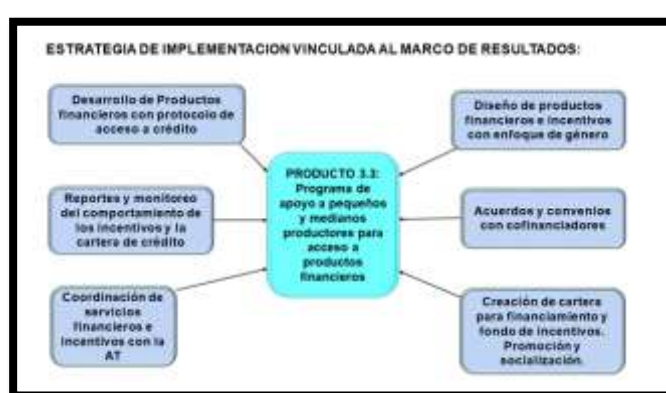 ESTRATEGIA DE IMPLEMENTACION VINCULADA AL MARCO DE RESULTADOS:
Desarrollo de Productos
financieros con protocolo de
acceso a crédito
Reportes y monitoreo
del comportamiento de
los incentivos y la
cartera de crédito
Coordinación de
servicios
financieros e
incentivos con la
AT
PRODUCTO 3.3:
Programa de
apoyo a pequeños
y medianos
productores para
acceso a
productos
financieros
Diseño de productos
financieros e incentivos
con enfoque de género
Acuerdos y convenios
con cofinanciadores
Creación de cartera
para financiamiento y
fondo de incentivos.
Promoción y
socialización.